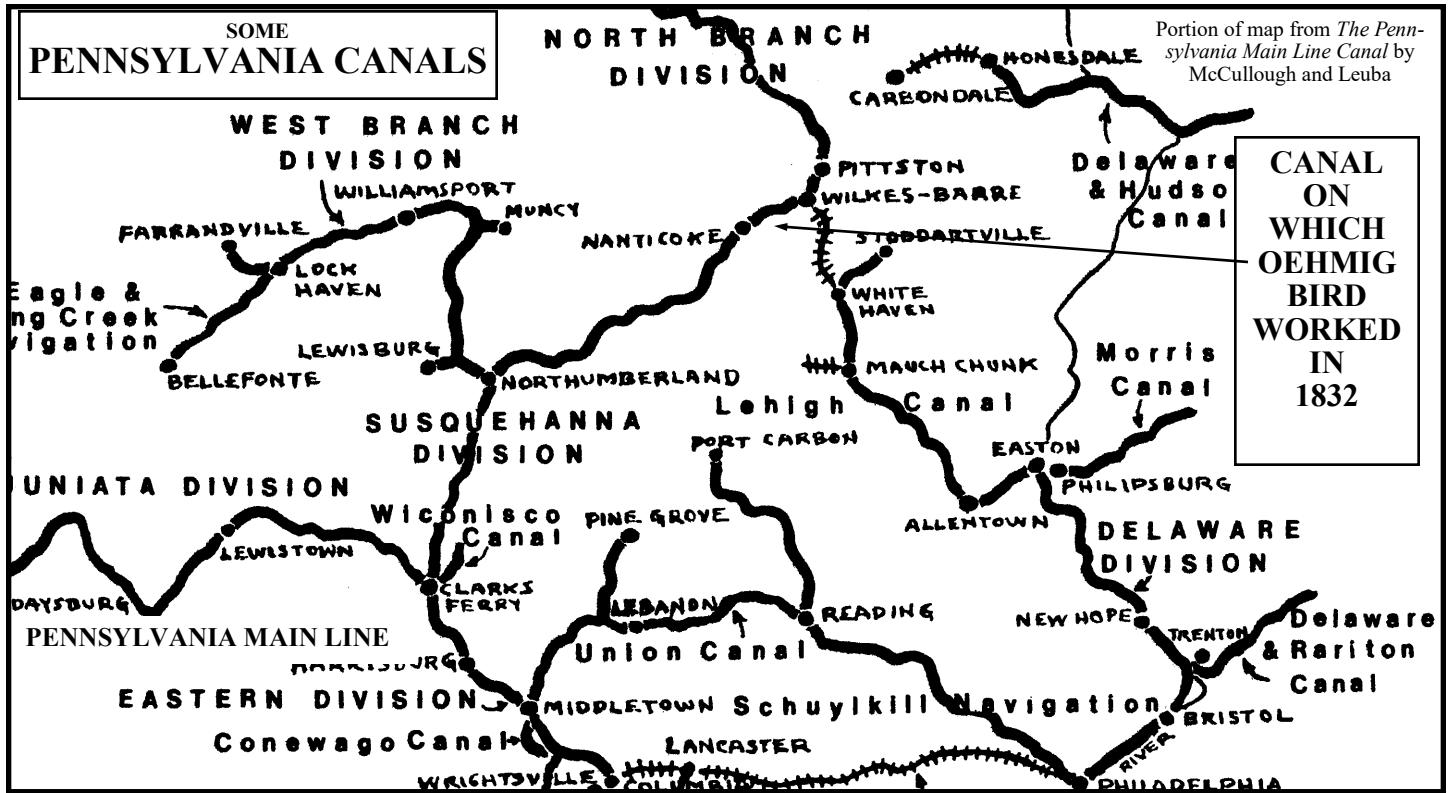 SOME
PENNSYLVANIA CANALS
NORTH BRANCH
DIVISION
Portion of map from The Penn-
sylvania Main Line Canal by
McCullough and Leuba
HONESDALE
CARBONDALE
WEST BRANCH
DIVISION
WILLIAMSPORT
MUNCY
FARRANDVILLE
LOCK
HAVEN
Eagle &
ng Creek
vigation
BELLEFONTE
LEWISBURG
NORTHUMBERLAND
PITTSTON
WILKES-BARRE
NANTICOKE
STODDARTVILLE
WHITE
HAVEN
MAUCH CHUNK
Delaware
& Hudso
Canal
CANAL
ON
WHICH
OEHMIG
BIRD
WORKED
IN
1832
Morris
Canal
Lehigh Canal
SUSQUEHANNA
DIVISION
PORT CARBON
EASTON
PHILIPSBURG
ALLENTOWN
UNIATA DIVISION
LEWISTOWN
Wiconisco
Canal
PINE GROVE
CLARKS
FERRY
DELAWARE
DIVISION
DAYSBURG
LEBANON
READING
NEW HOPE
TRENTON
Delaware
& Rariton
Canal
PENNSYLVANIA MAIN LINE
HARRISBURG
Union Canal
EASTERN DIVISION
MIDDLETOWN
Schuylkill Navigation
BRISTOL
RIVER
Conewago Canal
LANCASTER
WRIGHTSVILLE
COLUMBIA
PHILADELPHIA